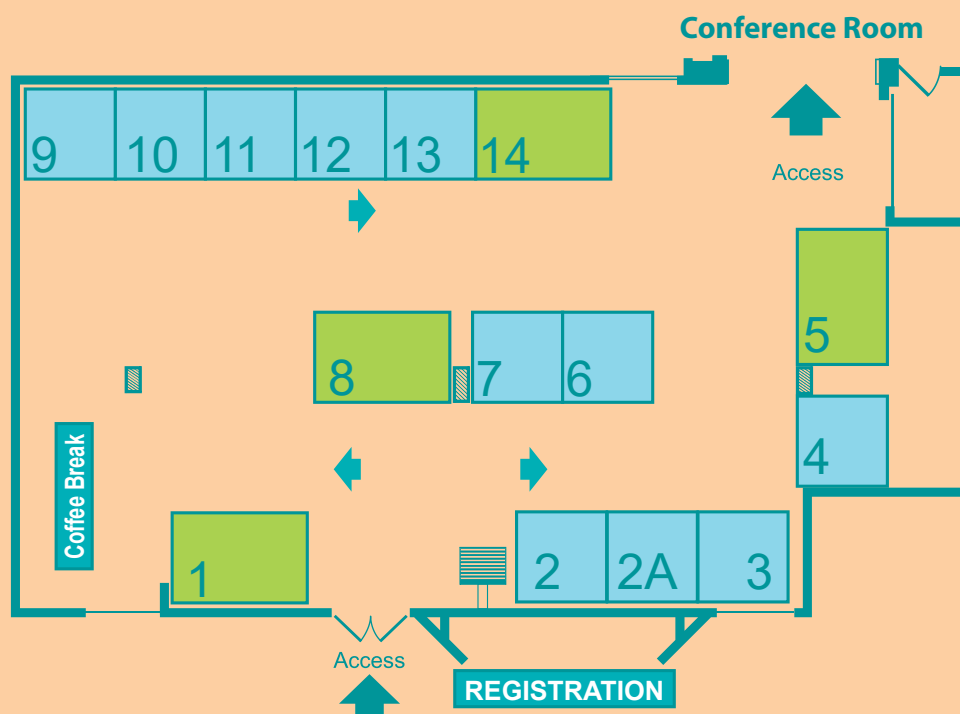 Conference Room
Access
9 10 11 12 13 14
5
8 7 6
4
Coffee Break
1
2 2A 3
Access
REGISTRATION